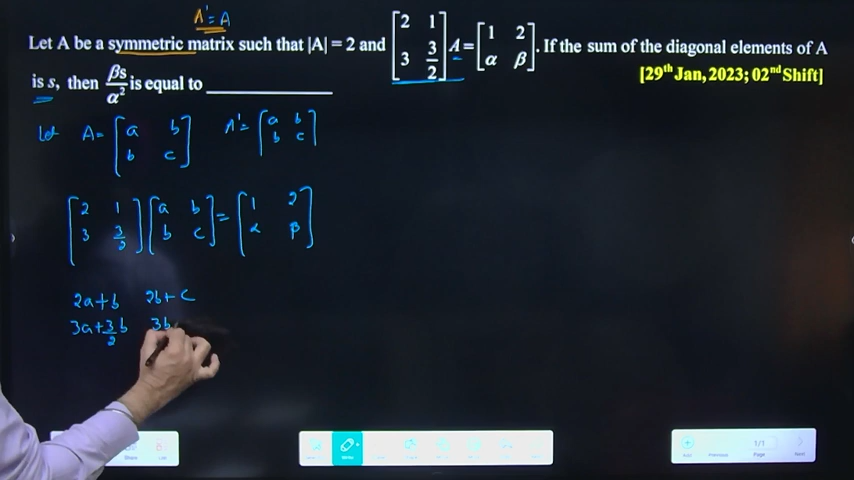 A' = A
Let A be a symmetric matrix such that |A| = 2 and [2 1 3 3/2] A = [1 2 α β]. If the sum of the diagonal elements of A
is s, then βs/α² is equal to ____________
[29th Jan, 2023; 02nd Shift]
Let A = [a b b c] A' = [a b b c]
[2 1 3 3/2] [a b b c] = [1 2 α β]
2a+b 2b+c
3a+3/2b 3b
1/1
Page